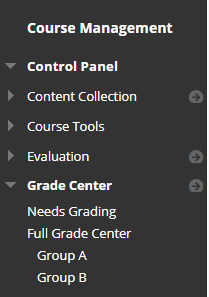 Course Management
Control Panel
Content Collection
Course Tools
Evaluation
Grade Center
Needs Grading
Full Grade Center
Group A
Group B